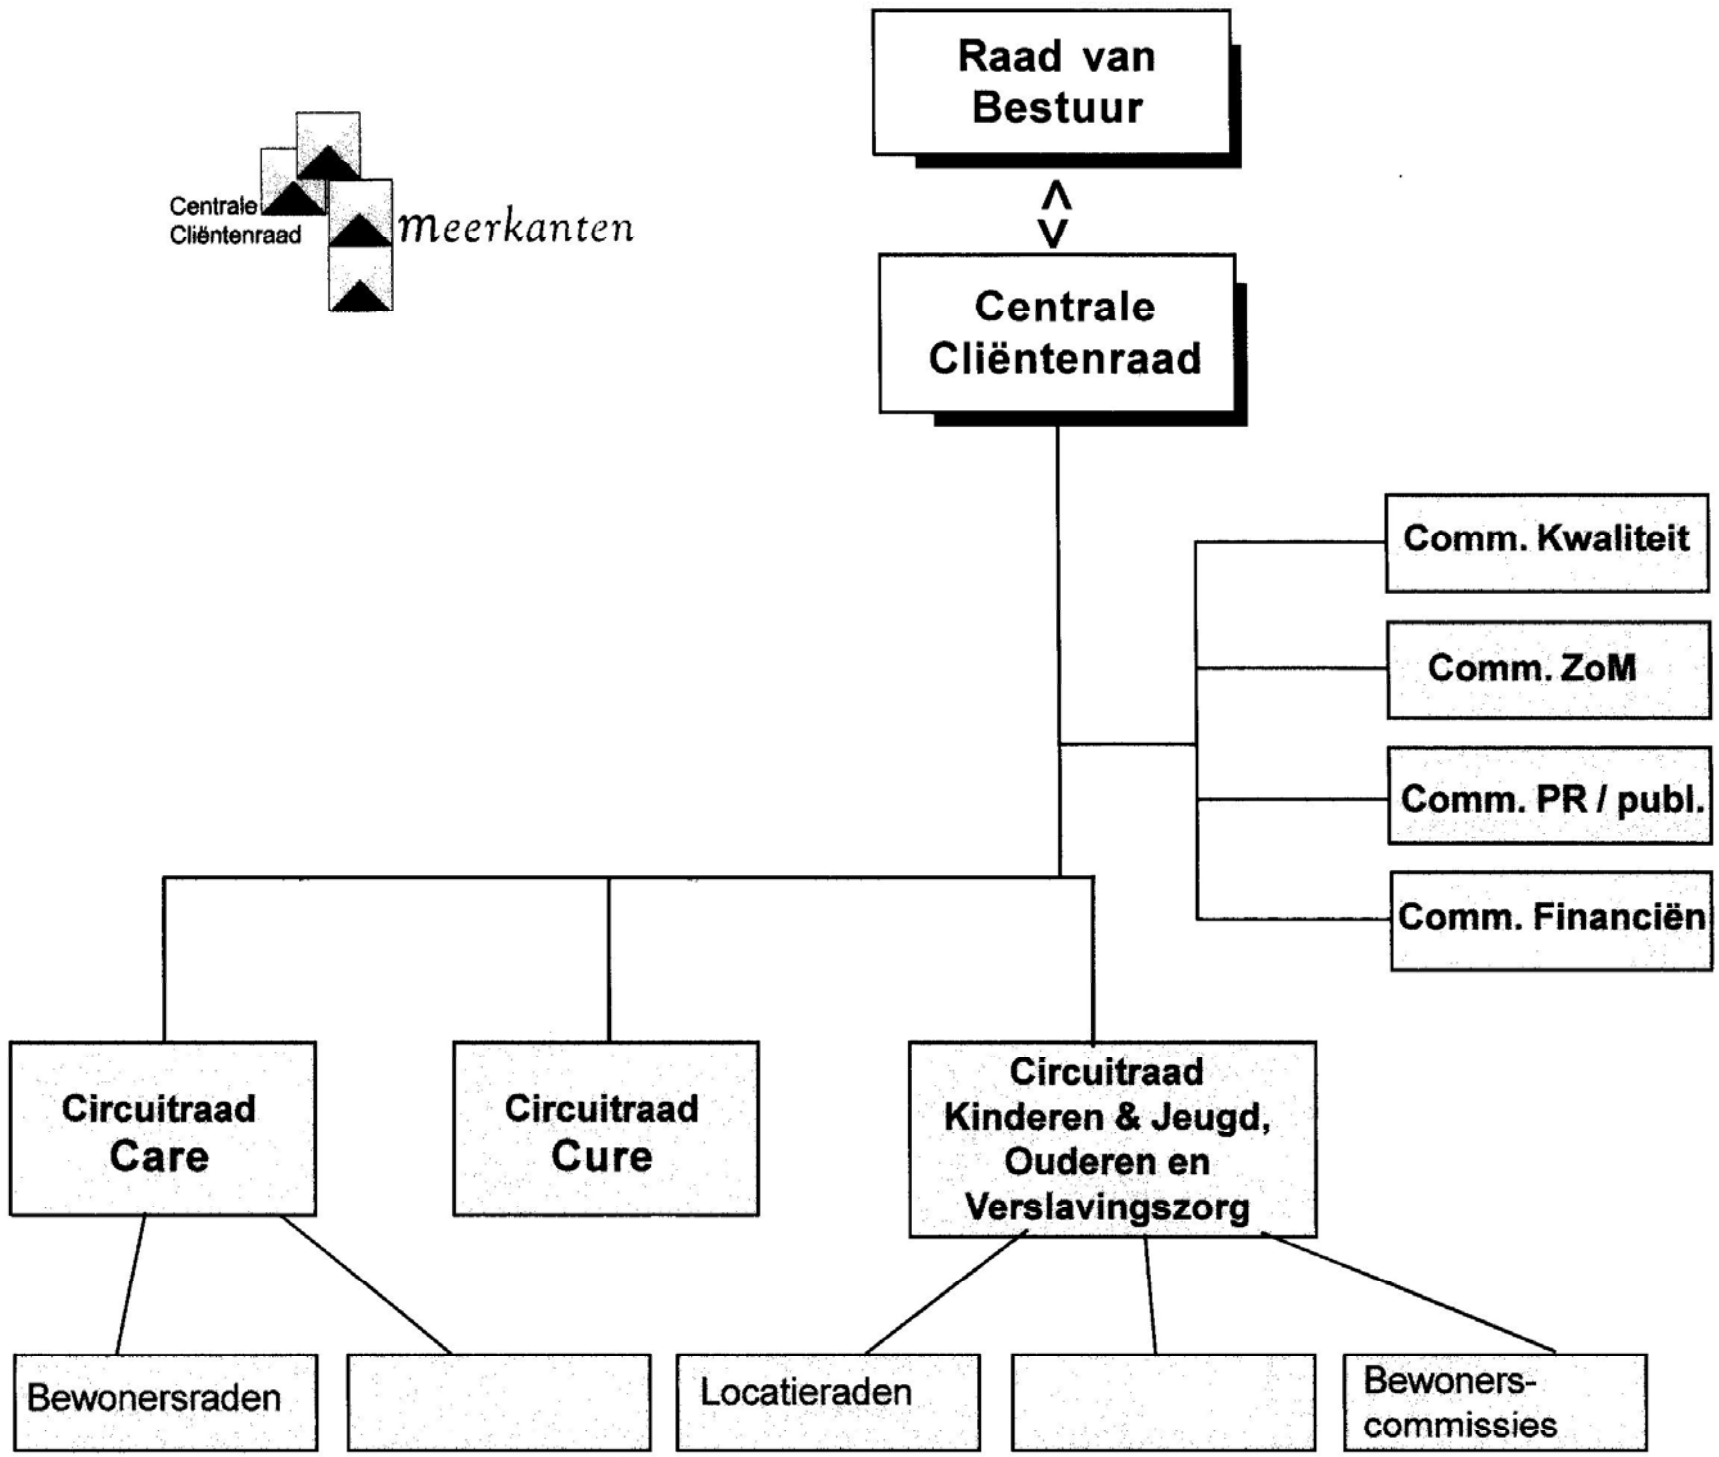 Raad van
Bestuur
Centrale
Cliëntenraad
meerkanten
<
>
Centrale
Cliëntenraad
Comm. Kwaliteit
Comm. ZoM
Comm. PR / publ.
Comm. Financiën
Circuitraad
Care
Circuitraad
Cure
Circuitraad
Kinderen & Jeugd,
Ouderen en
Verslavingszorg
Bewonersraden
Locatieraden
Bewoners-
commissies